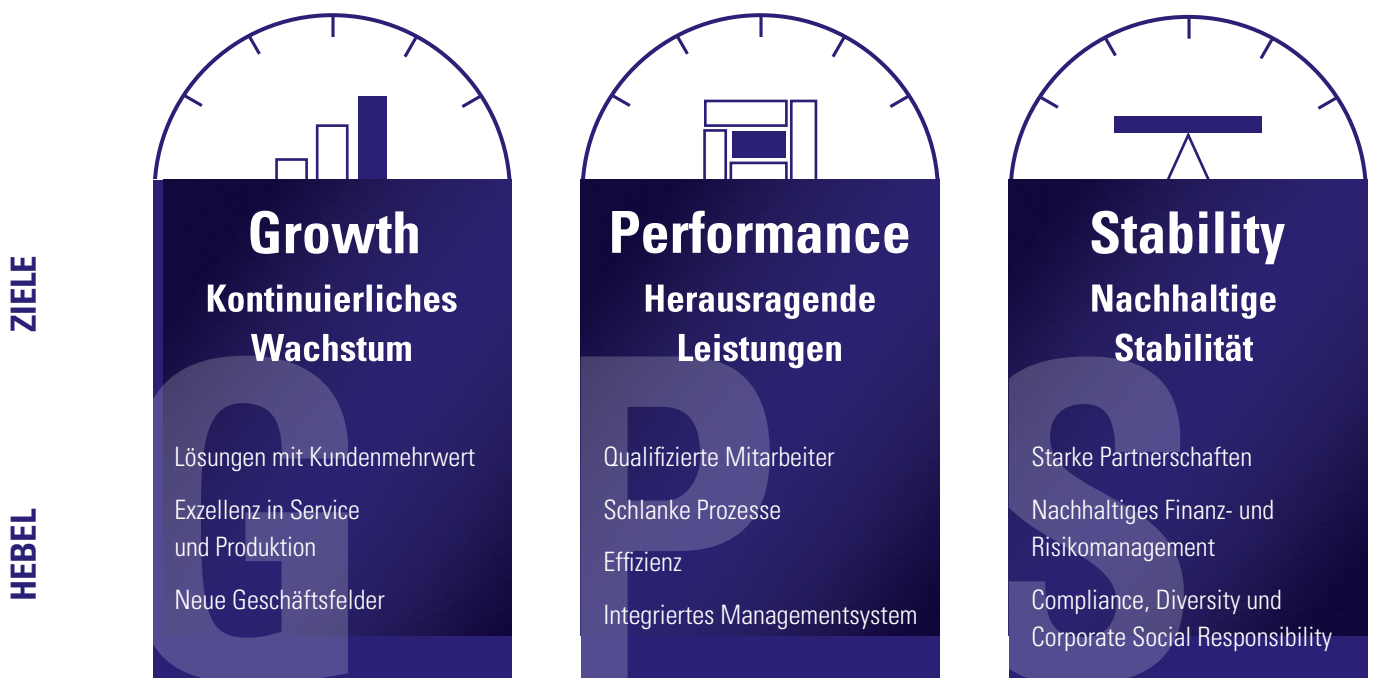 ZIELE
HEBEL
Growth
Kontinuierliches
Wachstum
G
Lösungen mit Kundenmehrwert
Exzellenz in Service
und Produktion
Neue Geschäftsfelder
Performance
Herausragende
Leistungen
P
Qualifizierte Mitarbeiter
Schlanke Prozesse
Effizienz
Integriertes Managementsystem
Stability
Nachhaltige
Stabilität
S
Starke Partnerschaften
Nachhaltiges Finanz- und
Risikomanagement
Compliance, Diversity und
Corporate Social Responsibility